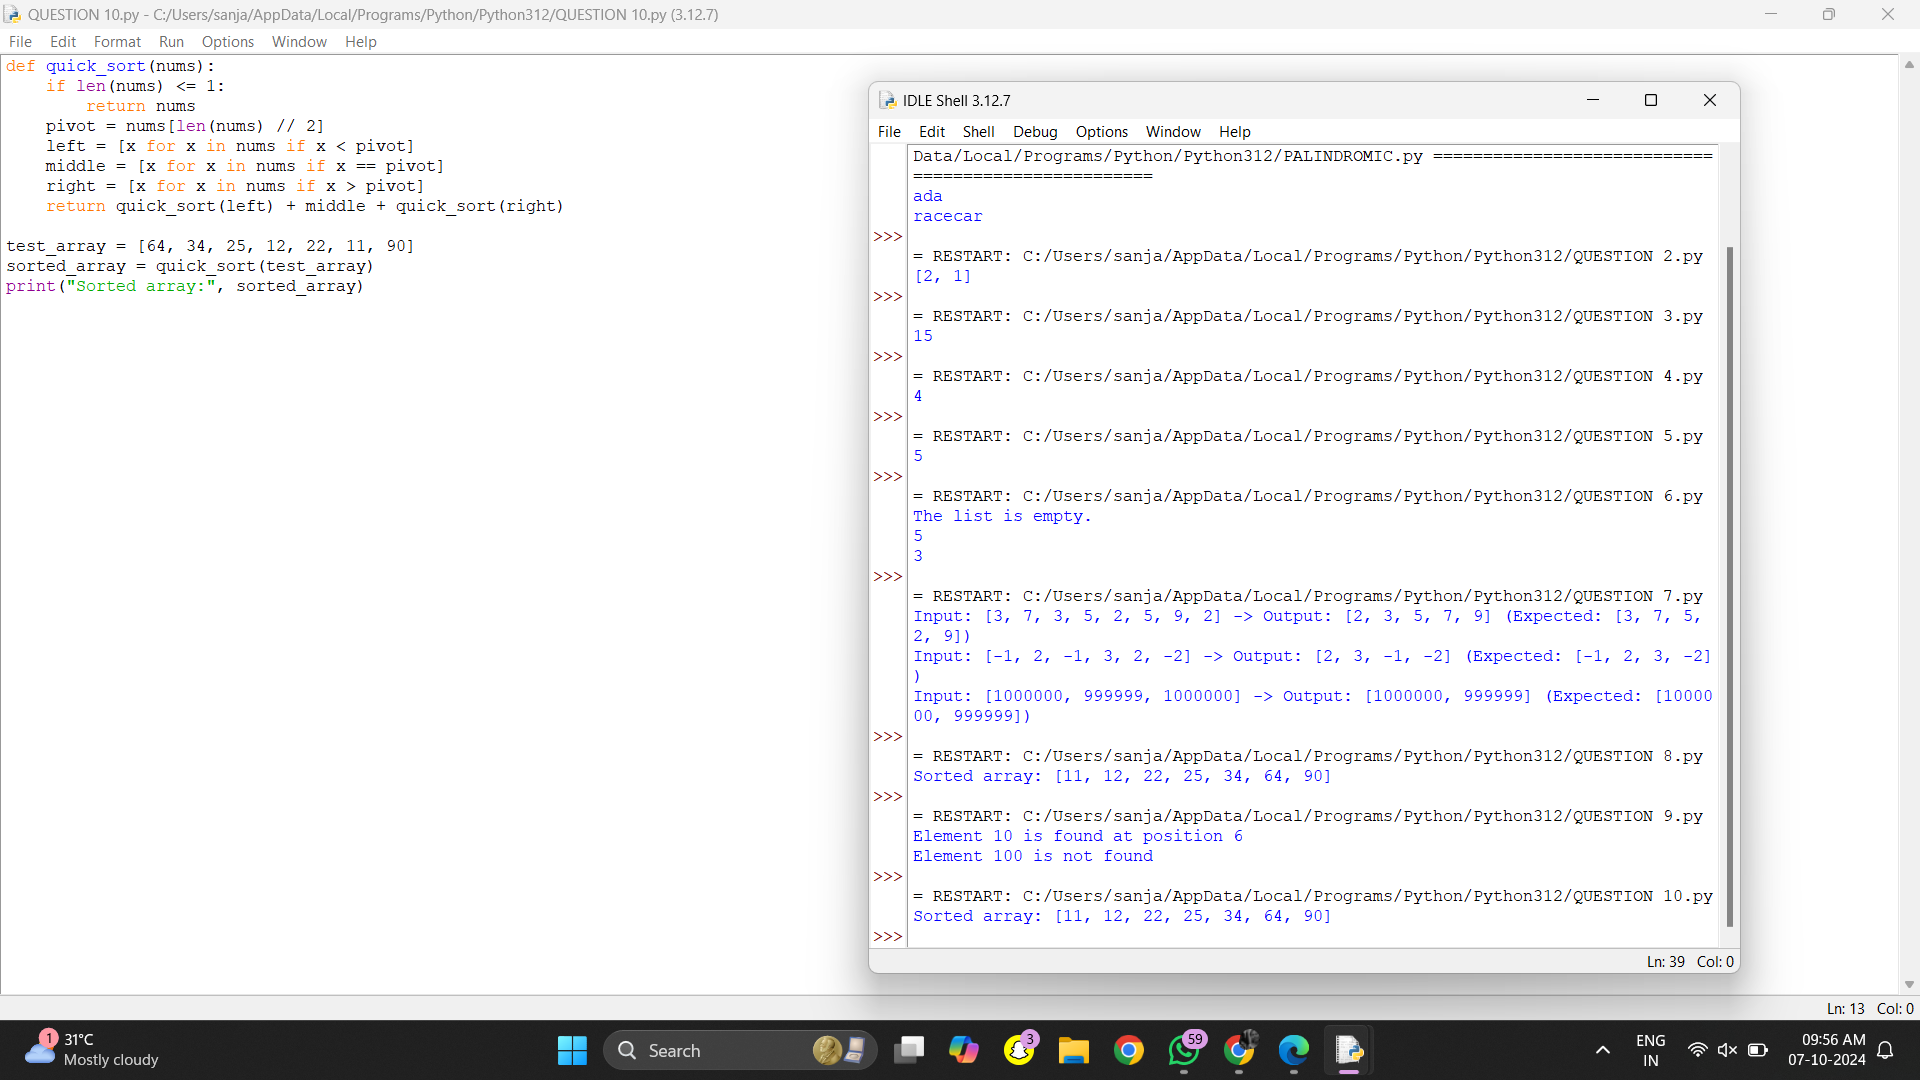 QUESTION 10.py - C:/Users/sanja/AppData/Local/Programs/Python/Python312/QUESTION 10.py (3.12.7)
File Edit Format Run Options Window Help
def quick_sort(nums):
    if len(nums) <= 1:
        return nums
    pivot = nums[len(nums) // 2]
    left = [x for x in nums if x < pivot]
    middle = [x for x in nums if x == pivot]
    right = [x for x in nums if x > pivot]
    return quick_sort(left) + middle + quick_sort(right)
test_array = [64, 34, 25, 12, 22, 11, 90]
sorted_array = quick_sort(test_array)
print("Sorted array:", sorted_array)
IDLE Shell 3.12.7
File Edit Shell Debug Options Window Help
Data/Local/Programs/Python/Python312/PALINDROMIC.py ============================
========================
ada
racecar
>>>
= RESTART: C:/Users/sanja/AppData/Local/Programs/Python/Python312/QUESTION 2.py
[2, 1]
>>>
= RESTART: C:/Users/sanja/AppData/Local/Programs/Python/Python312/QUESTION 3.py
15
>>>
= RESTART: C:/Users/sanja/AppData/Local/Programs/Python/Python312/QUESTION 4.py
4
>>>
= RESTART: C:/Users/sanja/AppData/Local/Programs/Python/Python312/QUESTION 5.py
5
>>>
= RESTART: C:/Users/sanja/AppData/Local/Programs/Python/Python312/QUESTION 6.py
The list is empty.
5
3
>>>
= RESTART: C:/Users/sanja/AppData/Local/Programs/Python/Python312/QUESTION 7.py
Input: [3, 7, 3, 5, 2, 5, 9, 2] -> Output: [2, 3, 5, 7, 9] (Expected: [3, 7, 5,
2, 9])
Input: [-1, 2, -1, 3, 2, -2] -> Output: [2, 3, -1, -2] (Expected: [-1, 2, 3, -2]
)
Input: [1000000, 999999, 1000000] -> Output: [1000000, 999999] (Expected: [10000
00, 999999])
>>>
= RESTART: C:/Users/sanja/AppData/Local/Programs/Python/Python312/QUESTION 8.py
Sorted array: [11, 12, 22, 25, 34, 64, 90]
>>>
= RESTART: C:/Users/sanja/AppData/Local/Programs/Python/Python312/QUESTION 9.py
Element 10 is found at position 6
Element 100 is not found
>>>
= RESTART: C:/Users/sanja/AppData/Local/Programs/Python/Python312/QUESTION 10.py
Sorted array: [11, 12, 22, 25, 34, 64, 90]
>>>
Ln: 39 Col: 0
Ln: 13 Col: 0
1
31°C
Mostly cloudy
Search
3
59
ENG
IN
09:56 AM
07-10-2024